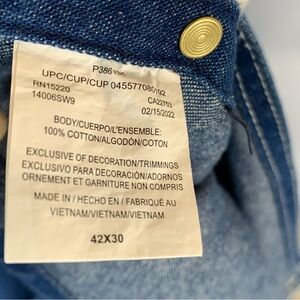 UPC/CUP/CUP 045577080192
RN15220 CA22765
14006SW9 02/15/2022
BODY/CUERPO/L'ENSEMBLE:
100% COTTON/ALGODÓN/COTON
EXCLUSIVE OF DECORATION/TRIMMINGS
EXCLUSIVO PARA DECORACIÓN/ADORNOS
ORNEMENT ET GARNITURE NON COMPRIS
MADE IN / HECHO EN / FABRIQUÉ AU
VIETNAM/VIETNAM/VIETNAM
42X30